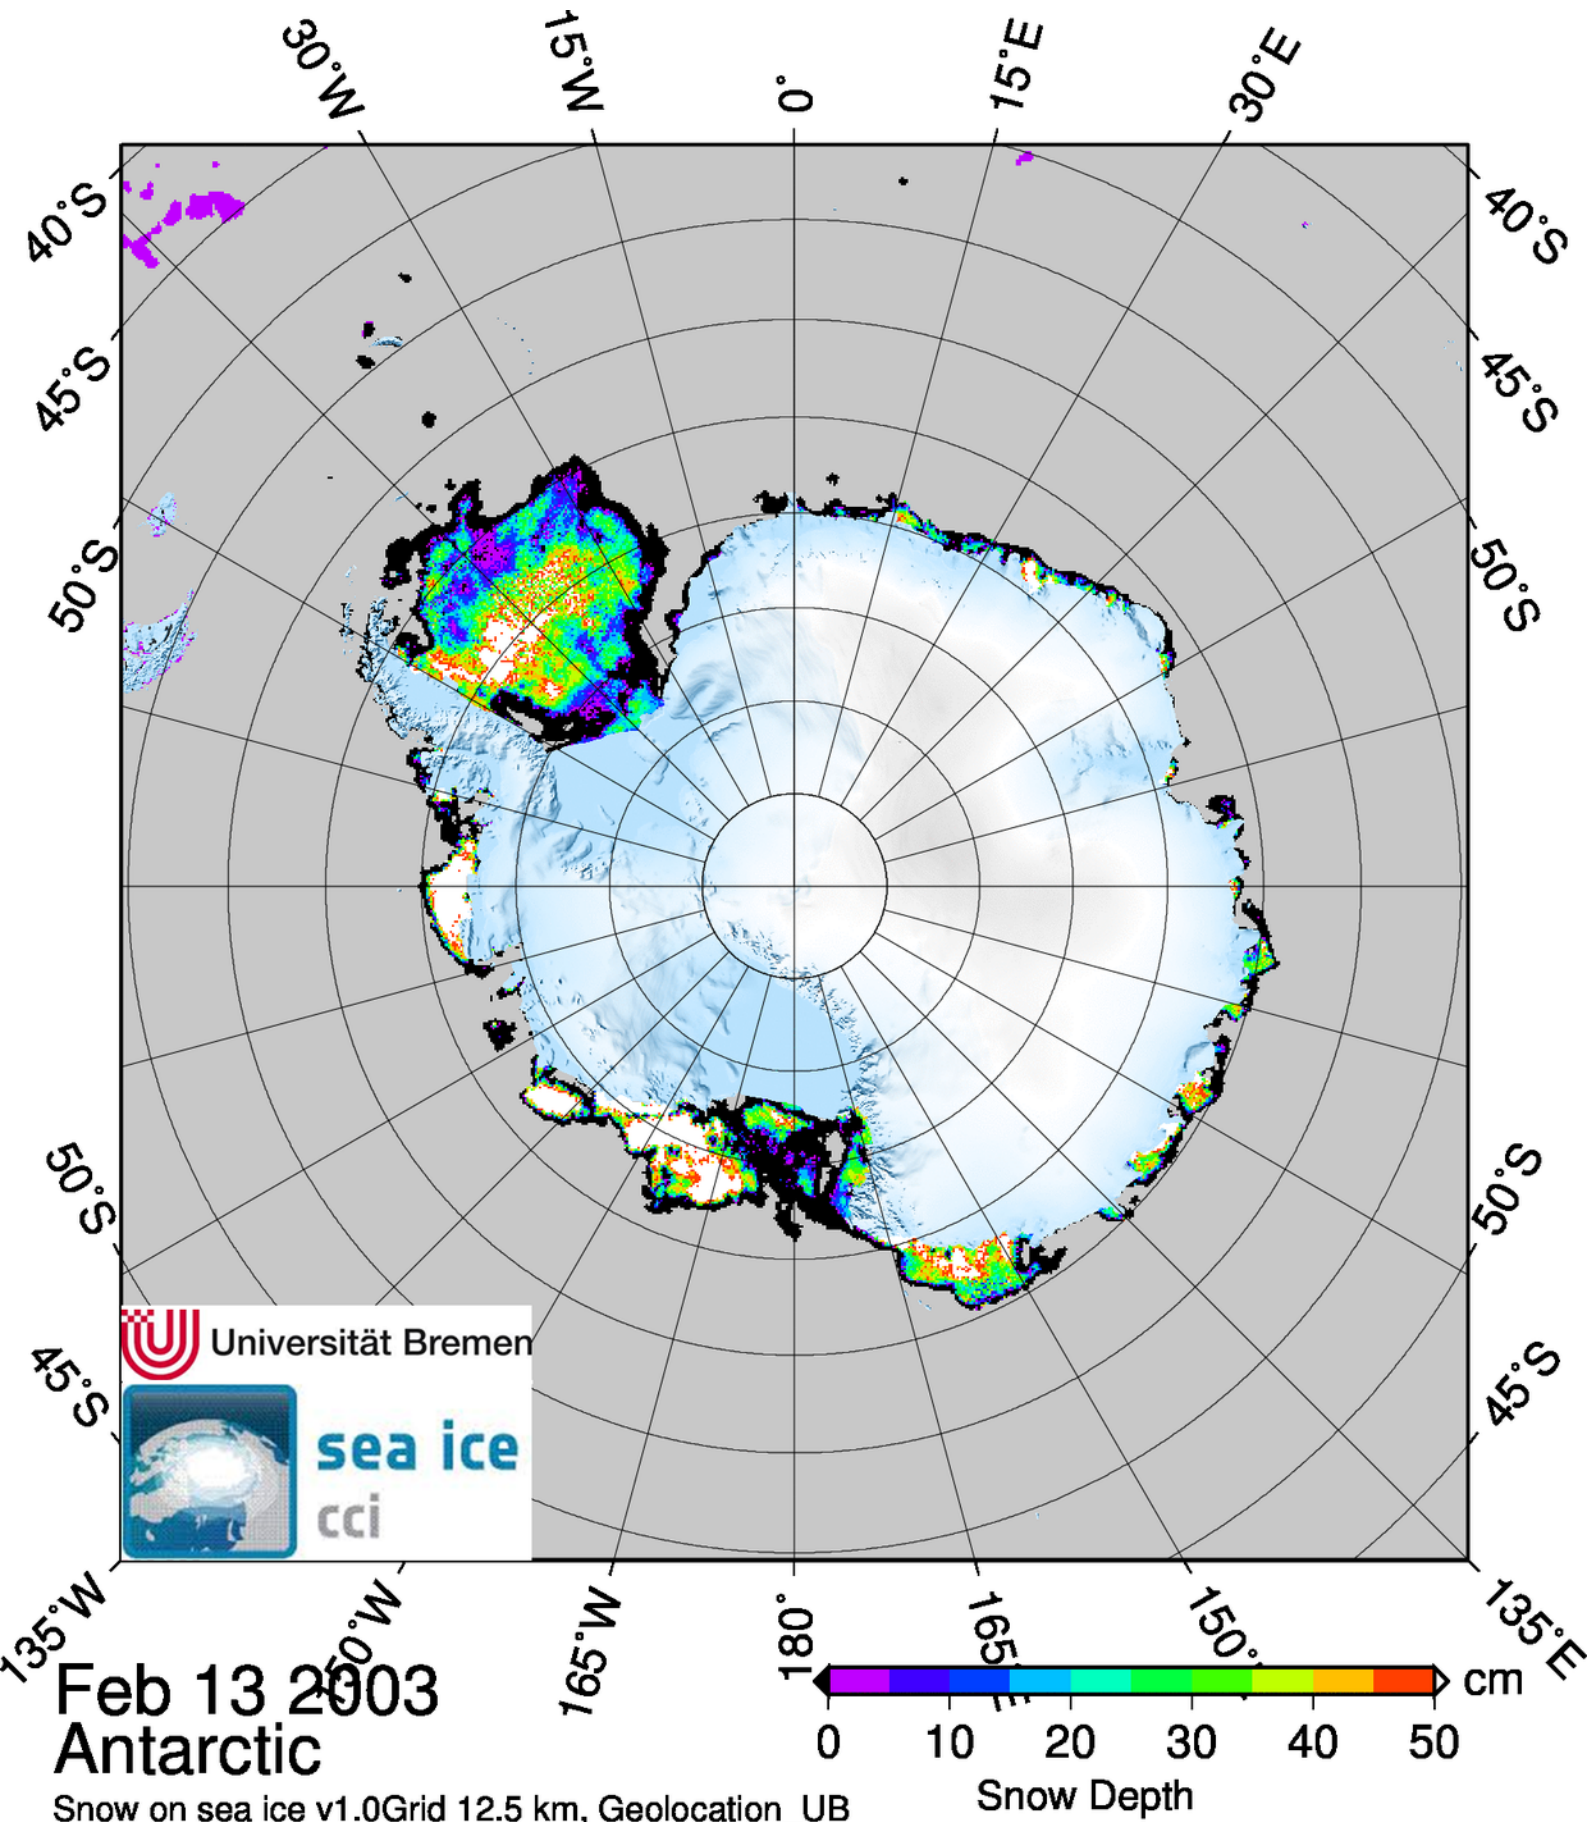 30°W 15°W 0° 15°E 30°E
40°S 40°S
45°S 45°S
50°S 50°S
50°S 50°S
45°S 45°S
Universität Bremen
sea ice
cci
135°W 165°W 180° 165° 150° 135°E
Feb 13 2003
Antarctic
Snow on sea ice v1.0Grid 12.5 km, Geolocation UB
cm
0 10 20 30 40 50
Snow Depth